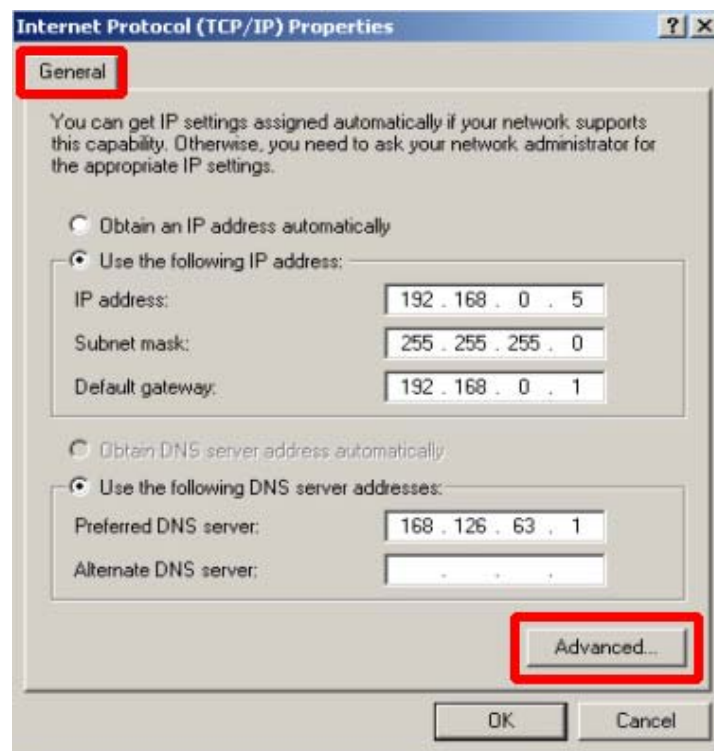 Internet Protocol (TCP/IP) Properties
General
You can get IP settings assigned automatically if your network supports
this capability. Otherwise, you need to ask your network administrator for
the appropriate IP settings.
Obtain an IP address automatically
Use the following IP address:
IP address: 192 . 168 . 0 . 5
Subnet mask: 255 . 255 . 255 . 0
Default gateway: 192 . 168 . 0 . 1
Obtain DNS server address automatically
Use the following DNS server addresses:
Preferred DNS server: 168 . 126 . 63 . 1
Alternate DNS server: . . .
Advanced...
OK Cancel